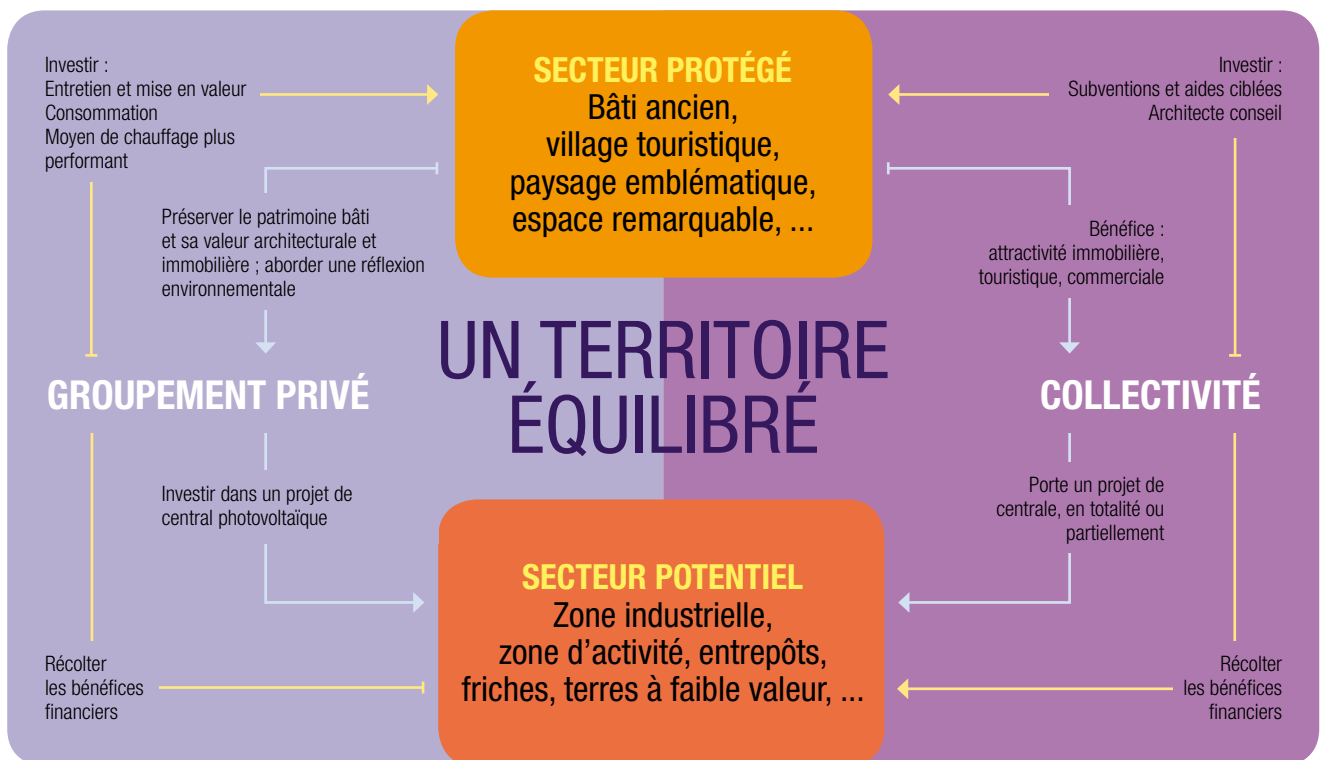 Investir :
Entretien et mise en valeur
Consommation
Moyen de chauffage plus
performant
SECTEUR PROTÉGÉ
Bâti ancien,
village touristique,
paysage emblématique,
espace remarquable, ...
Investir :
Subventions et aides ciblées
Architecte conseil
Préserver le patrimoine bâti
et sa valeur architecturale et
immobilière ; aborder une réflexion
environnementale
Bénéfice :
attractivité immobilière,
touristique, commerciale
UN TERRITOIRE
ÉQUILIBRÉ
GROUPEMENT PRIVÉ
COLLECTIVITÉ
Investir dans un projet de
central photovoltaïque
Porte un projet de
centrale, en totalité ou
partiellement
SECTEUR POTENTIEL
Zone industrielle,
zone d'activité, entrepôts,
friches, terres à faible valeur, ...
Récolter
les bénéfices
financiers
Récolter
les bénéfices
financiers